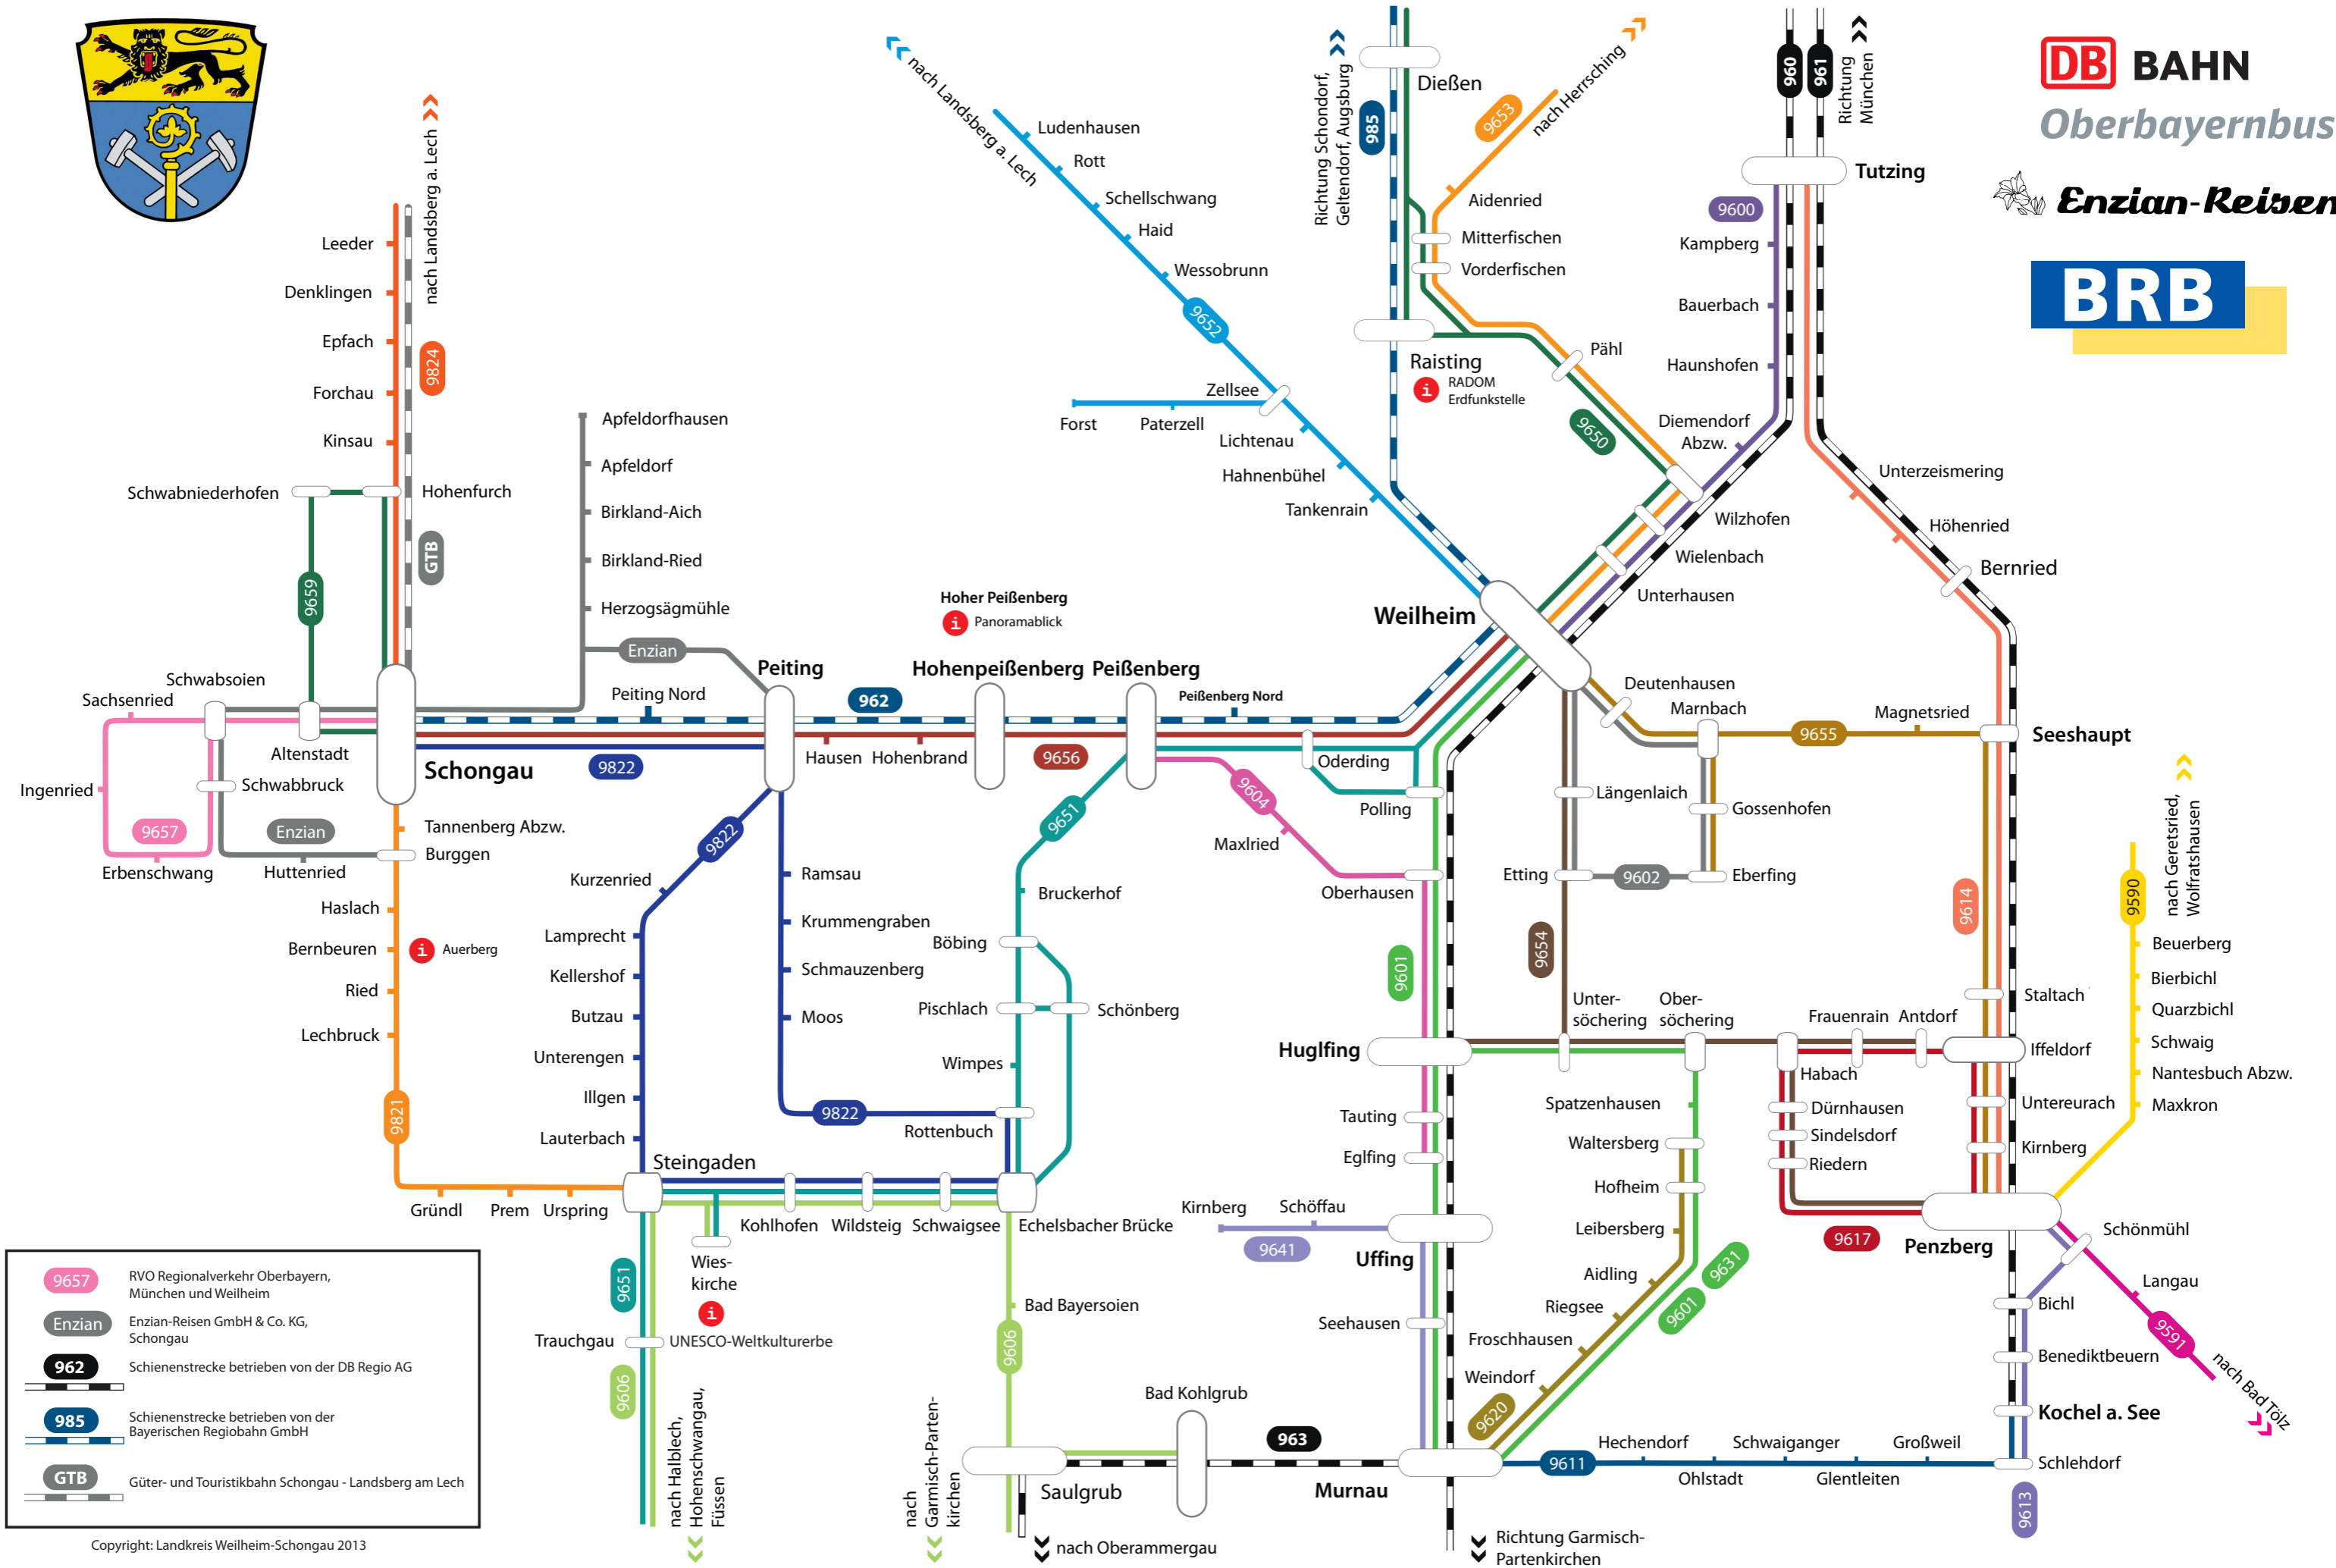 DB BAHN
Oberbayernbus
Enzian-Reisen
BRB
nach Landsberg a. Lech
Leeder
Denklingen
Epfach
Forchau
Kinsau
9824
Schwabniederhofen
Hohenfurch
GTB
9659
Apfeldorfhausen
Apfeldorf
Birkland-Aich
Birkland-Ried
Herzogsägmühle
Enzian
nach Landsberg a. Lech
Ludenhausen
Rott
Schellschwang
Haid
Wessobrunn
9652
Zellsee
Forst
Paterzell
Lichtenau
Hahnenbühel
Tankenrain
Richtung Schondorf,
Geltendorf, Augsburg
985
Dießen
9653
nach Herrsching
Aidenried
Mitterfischen
Vorderfischen
Raisting
i
RADOM
Erdfunkstelle
Pähl
9650
960
961
Richtung
München
Tutzing
9600
Kampberg
Bauerbach
Haunshofen
Diemendorf
Abzw.
Wilzhofen
Wielenbach
Unterhausen
Unterzeismering
Höhenried
Bernried
Weilheim
Hoher Peißenberg
i
Panoramablick
Schwabsoien
Sachsenried
Altenstadt
Schongau
Ingenried
Schwabbruck
9657
Enzian
Erbenschwang
Huttenried
Peiting Nord
Peiting
962
Hohenpeißenberg
Peißenberg
Peißenberg Nord
9822
Hausen
Hohenbrand
9656
Oderding
Polling
9604
Maxlried
Oberhausen
Deutenhausen
Marnbach
Magnetsried
9655
Seeshaupt
Längenlaich
Gossenhofen
Etting
9602
Eberfing
9614
nach Geretsried,
Wolfratshausen
9590
Beuerberg
Bierbichl
Quarzbichl
Schwaig
Nantesbuch Abzw.
Maxkron
Tannenberg Abzw.
Burggen
Haslach
Bernbeuren
i
Auerberg
Ried
Lechbruck
9821
Gründl
Prem
Urspring
9822
Kurzenried
Lamprecht
Kellershof
Butzau
Unterengen
Illgen
Lauterbach
Steingaden
Ramsau
Krummengraben
Schmauzenberg
Moos
9822
9651
Bruckerhof
Böbing
Pischlach
Schönberg
Wimpes
Rottenbuch
Kohlhofen
Wildsteig
Schwaigsee
Echelsbacher Brücke
9601
9654
Huglfing
Unter-
söchering
Ober-
söchering
Frauenrain
Antdorf
Staltach
Iffeldorf
Habach
Dürnhausen
Sindelsdorf
Riedern
Untereurach
Kirnberg
9617
Penzberg
Tauting
Eglfing
Kirnberg
Schöffau
9641
Uffing
Seehausen
Spatzenhausen
Waltersberg
Hofheim
Leibersberg
Aidling
Riegsee
Froschhausen
Weindorf
9620
9601
9631
Schönmühl
Langau
9591
nach Bad Tölz
Bichl
Benediktbeuern
Kochel a. See
Schlehdorf
9613
Wies-
kirche
i
UNESCO-Weltkulturerbe
9651
Trauchgau
9606
nach Halblech,
Hohenschwangau,
Füssen
Bad Bayersoien
9606
nach
Garmisch-Parten-
kirchen
Saulgrub
nach Oberammergau
Bad Kohlgrub
963
Murnau
9611
Hechendorf
Ohlstadt
Schwaiganger
Glentleiten
Großweil
Richtung Garmisch-
Partenkirchen
9657
RVO Regionalverkehr Oberbayern,
München und Weilheim
Enzian
Enzian-Reisen GmbH & Co. KG,
Schongau
962
Schienenstrecke betrieben von der DB Regio AG
985
Schienenstrecke betrieben von der
Bayerischen Regiobahn GmbH
GTB
Güter- und Touristikbahn Schongau - Landsberg am Lech
Copyright: Landkreis Weilheim-Schongau 2013